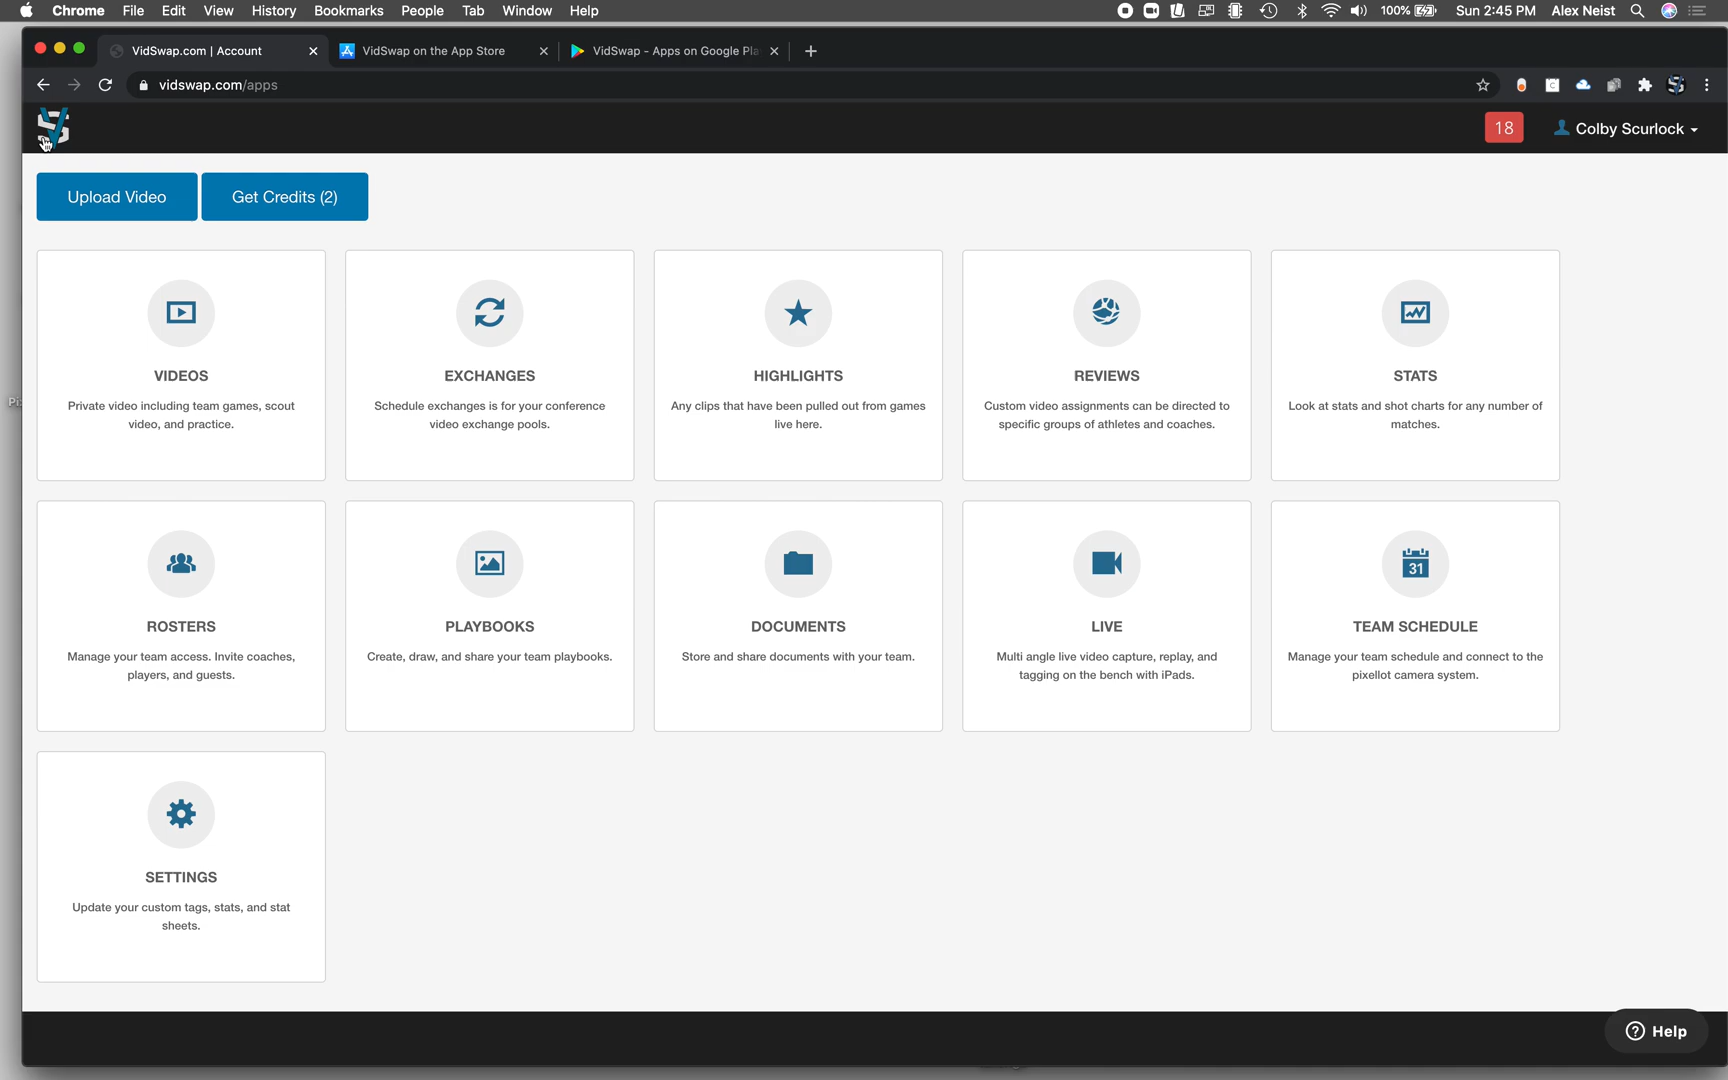 Chrome File Edit View History Bookmarks People Tab Window Help 100% Sun 2:45 PM Alex Neist
VidSwap.com | Account VidSwap on the App Store VidSwap - Apps on Google Pla
vidswap.com/apps
18 Colby Scurlock
Upload Video Get Credits (2)
VIDEOS
Private video including team games, scout
video, and practice.
EXCHANGES
Schedule exchanges is for your conference
video exchange pools.
HIGHLIGHTS
Any clips that have been pulled out from games
live here.
REVIEWS
Custom video assignments can be directed to
specific groups of athletes and coaches.
STATS
Look at stats and shot charts for any number of
matches.
ROSTERS
Manage your team access. Invite coaches,
players, and guests.
PLAYBOOKS
Create, draw, and share your team playbooks.
DOCUMENTS
Store and share documents with your team.
LIVE
Multi angle live video capture, replay, and
tagging on the bench with iPads.
31
TEAM SCHEDULE
Manage your team schedule and connect to the
pixellot camera system.
SETTINGS
Update your custom tags, stats, and stat
sheets.
Help